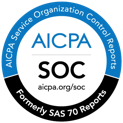 AICPA Service Organization Control Reports
AICPA
SOC
aicpa.org/soc
Formerly SAS 70 Reports